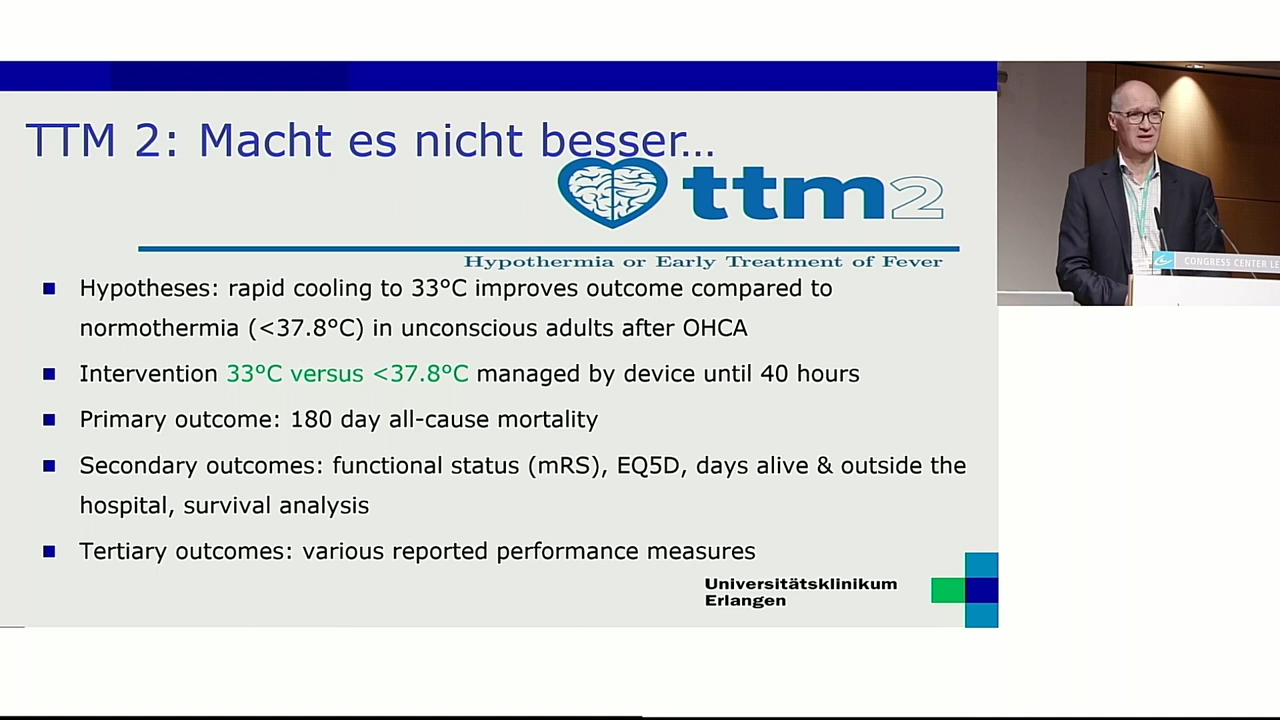 TTM 2: Macht es nicht besser...
ttm2
Hypothermia or Early Treatment of Fever
Hypotheses: rapid cooling to 33°C improves outcome compared to
normothermia (<37.8°C) in unconscious adults after OHCA
Intervention 33°C versus <37.8°C managed by device until 40 hours
Primary outcome: 180 day all-cause mortality
Secondary outcomes: functional status (mRS), EQ5D, days alive & outside the
hospital, survival analysis
Tertiary outcomes: various reported performance measures
Universitätsklinikum
Erlangen
CONGRESS CENTER LE